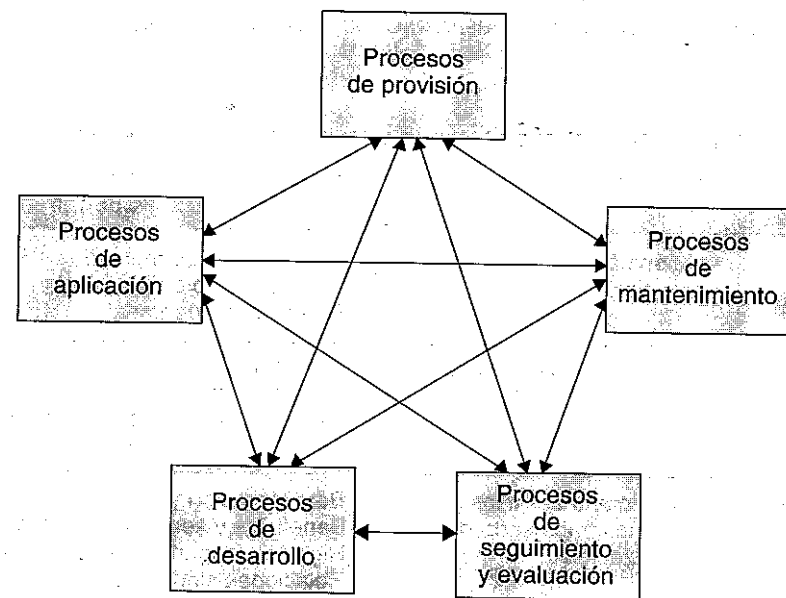 Procesos
de provisión
Procesos
de
aplicación
Procesos
de
mantenimiento
Procesos
de
desarrollo
Procesos
de
seguimiento
y evaluación